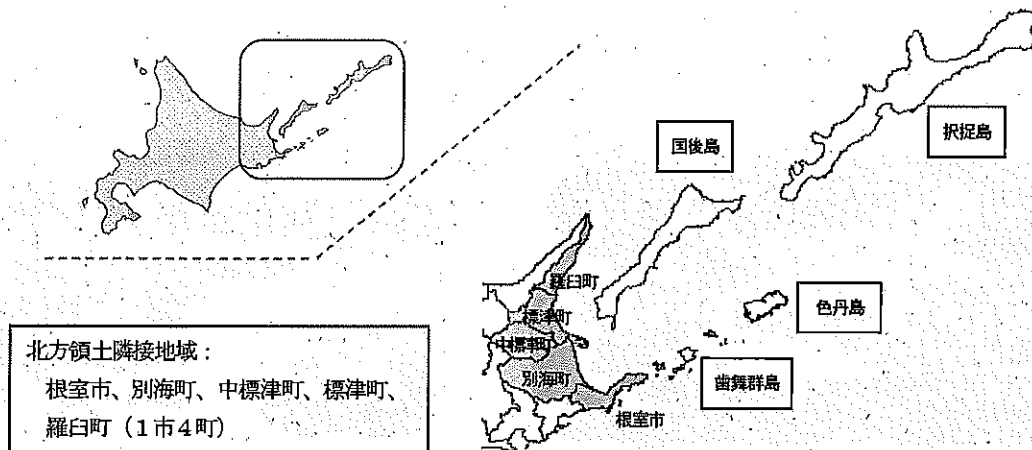 国後島
択捉島
羅臼町
標津町
中標津町
別海町
根室市
色丹島
歯舞群島
北方領土隣接地域：
根室市、別海町、中標津町、標津町、
羅臼町（1市4町）